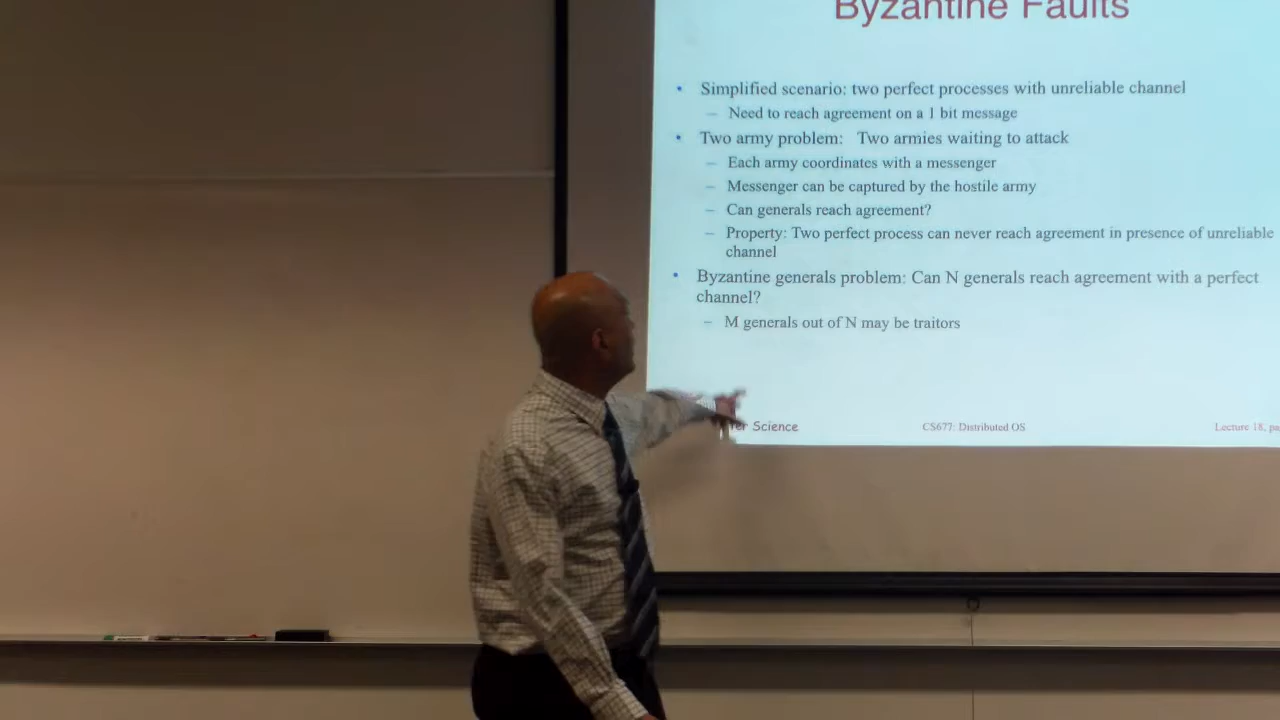 Byzantine Faults
• Simplified scenario: two perfect processes with unreliable channel
– Need to reach agreement on a 1 bit message
• Two army problem: Two armies waiting to attack
– Each army coordinates with a messenger
– Messenger can be captured by the hostile army
– Can generals reach agreement?
– Property: Two perfect process can never reach agreement in presence of unreliable
channel
• Byzantine generals problem: Can N generals reach agreement with a perfect
channel?
– M generals out of N may be traitors
Science CS677: Distributed OS Lecture 18,